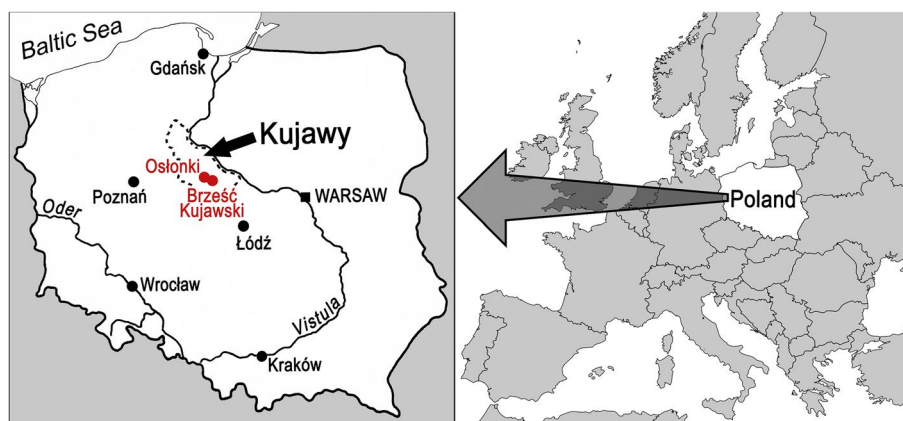 Baltic Sea
Gdańsk
Kujawy
Osłonki
Brześć
Kujawski
Poznań
WARSAW
Oder
Łódź
Wrocław
Vistula
Kraków
Poland